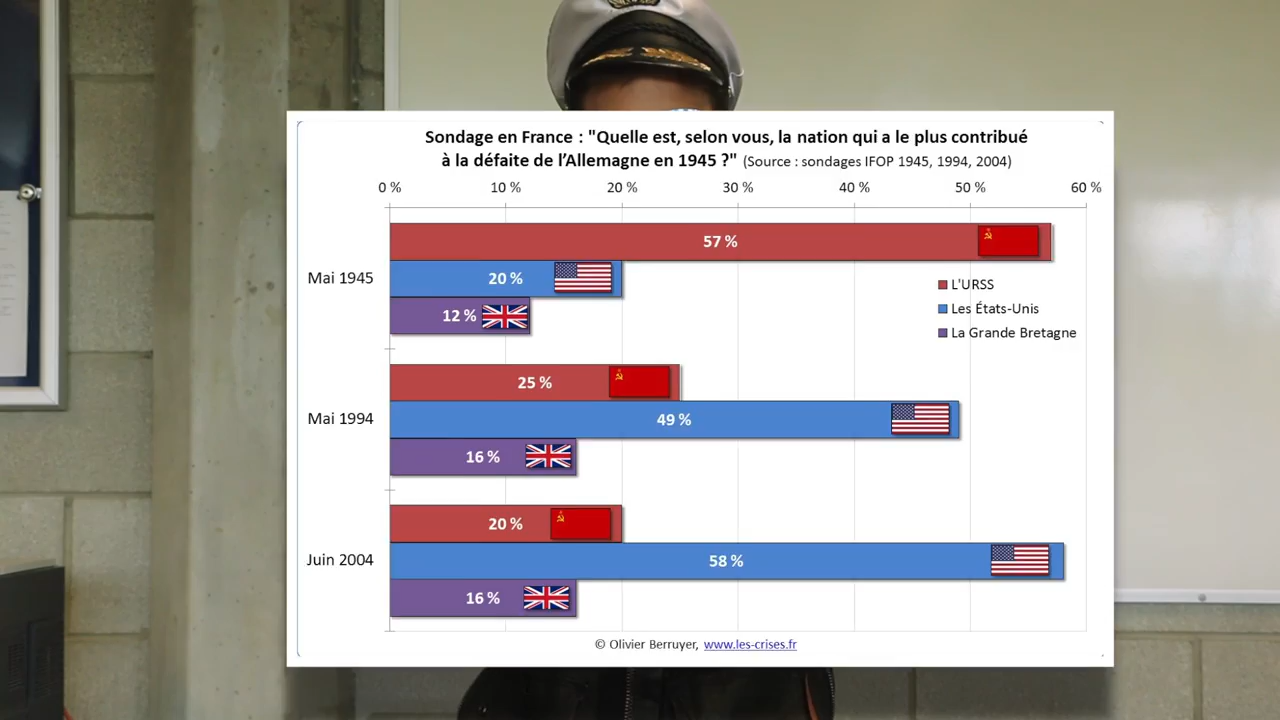 Sondage en France : "Quelle est, selon vous, la nation qui a le plus contribué
à la défaite de l’Allemagne en 1945 ?" (Source : sondages IFOP 1945, 1994, 2004)
0 % 10 % 20 % 30 % 40 % 50 % 60 %
57 %
Mai 1945 20 %
12 %
L'URSS
Les États-Unis
La Grande Bretagne
25 %
Mai 1994 49 %
16 %
20 %
Juin 2004 58 %
16 %
© Olivier Berruyer, www.les-crises.fr